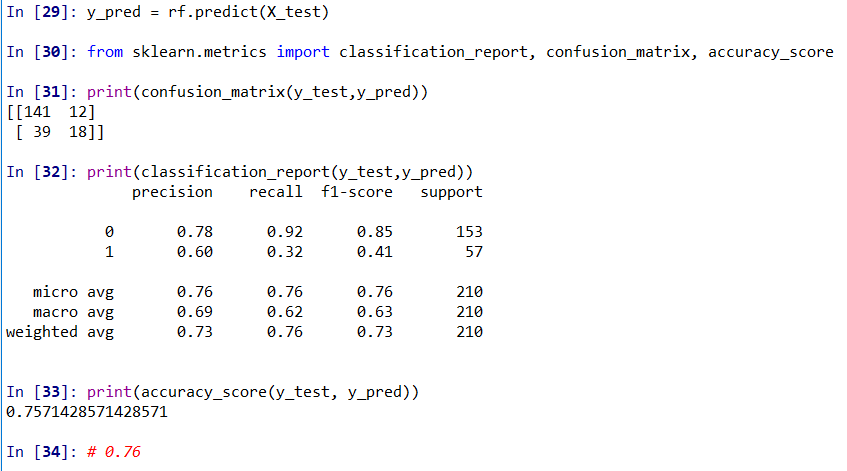 In [29]: y_pred = rf.predict(X_test)
In [30]: from sklearn.metrics import classification_report, confusion_matrix, accuracy_score
In [31]: print(confusion_matrix(y_test,y_pred))
[[141  12]
 [ 39  18]]
In [32]: print(classification_report(y_test,y_pred))
              precision    recall  f1-score   support
           0       0.78      0.92      0.85       153
           1       0.60      0.32      0.41        57
   micro avg       0.76      0.76      0.76       210
   macro avg       0.69      0.62      0.63       210
weighted avg       0.73      0.76      0.73       210
In [33]: print(accuracy_score(y_test, y_pred))
0.7571428571428571
In [34]: # 0.76